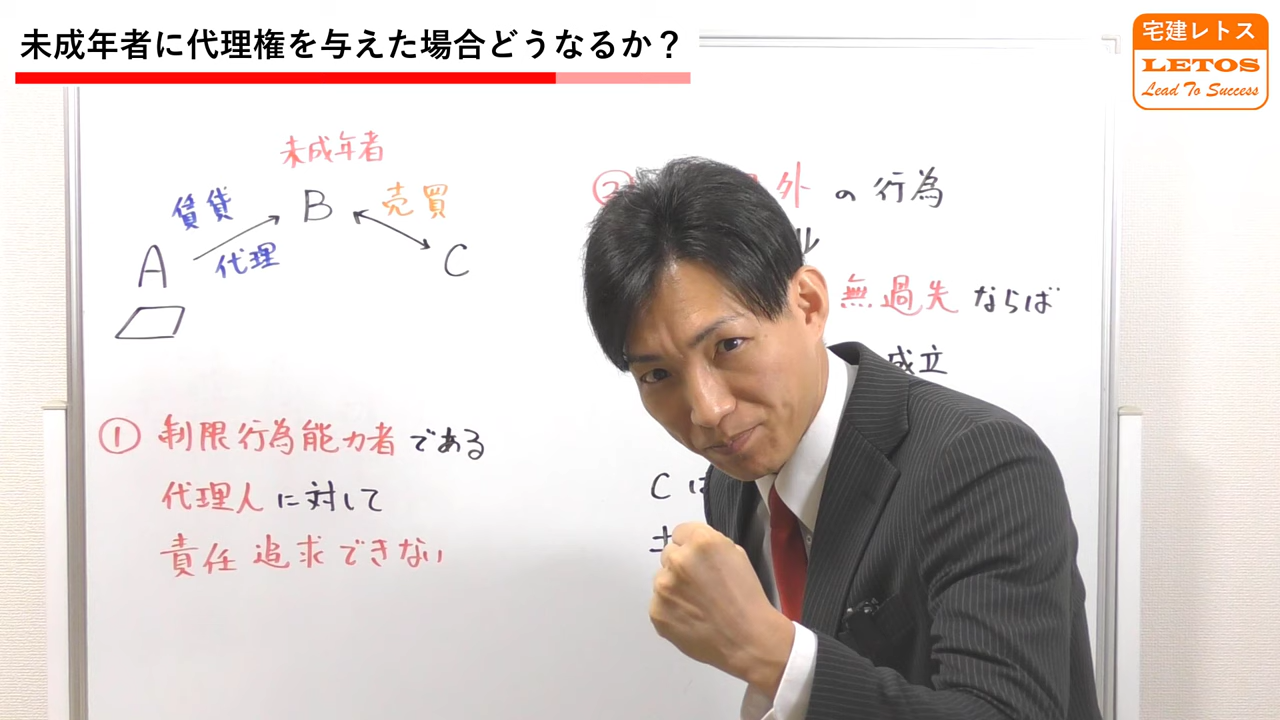 未成年者に代理権を与えた場合どうなるか？
宅建レトス
LETOS
Lead To Success
未成年者
賃貸
B
売買
A
代理
C
② 外の行為
無過失ならば
成立
① 制限行為能力者である
代理人に対して
責任追求できない
Cは
土